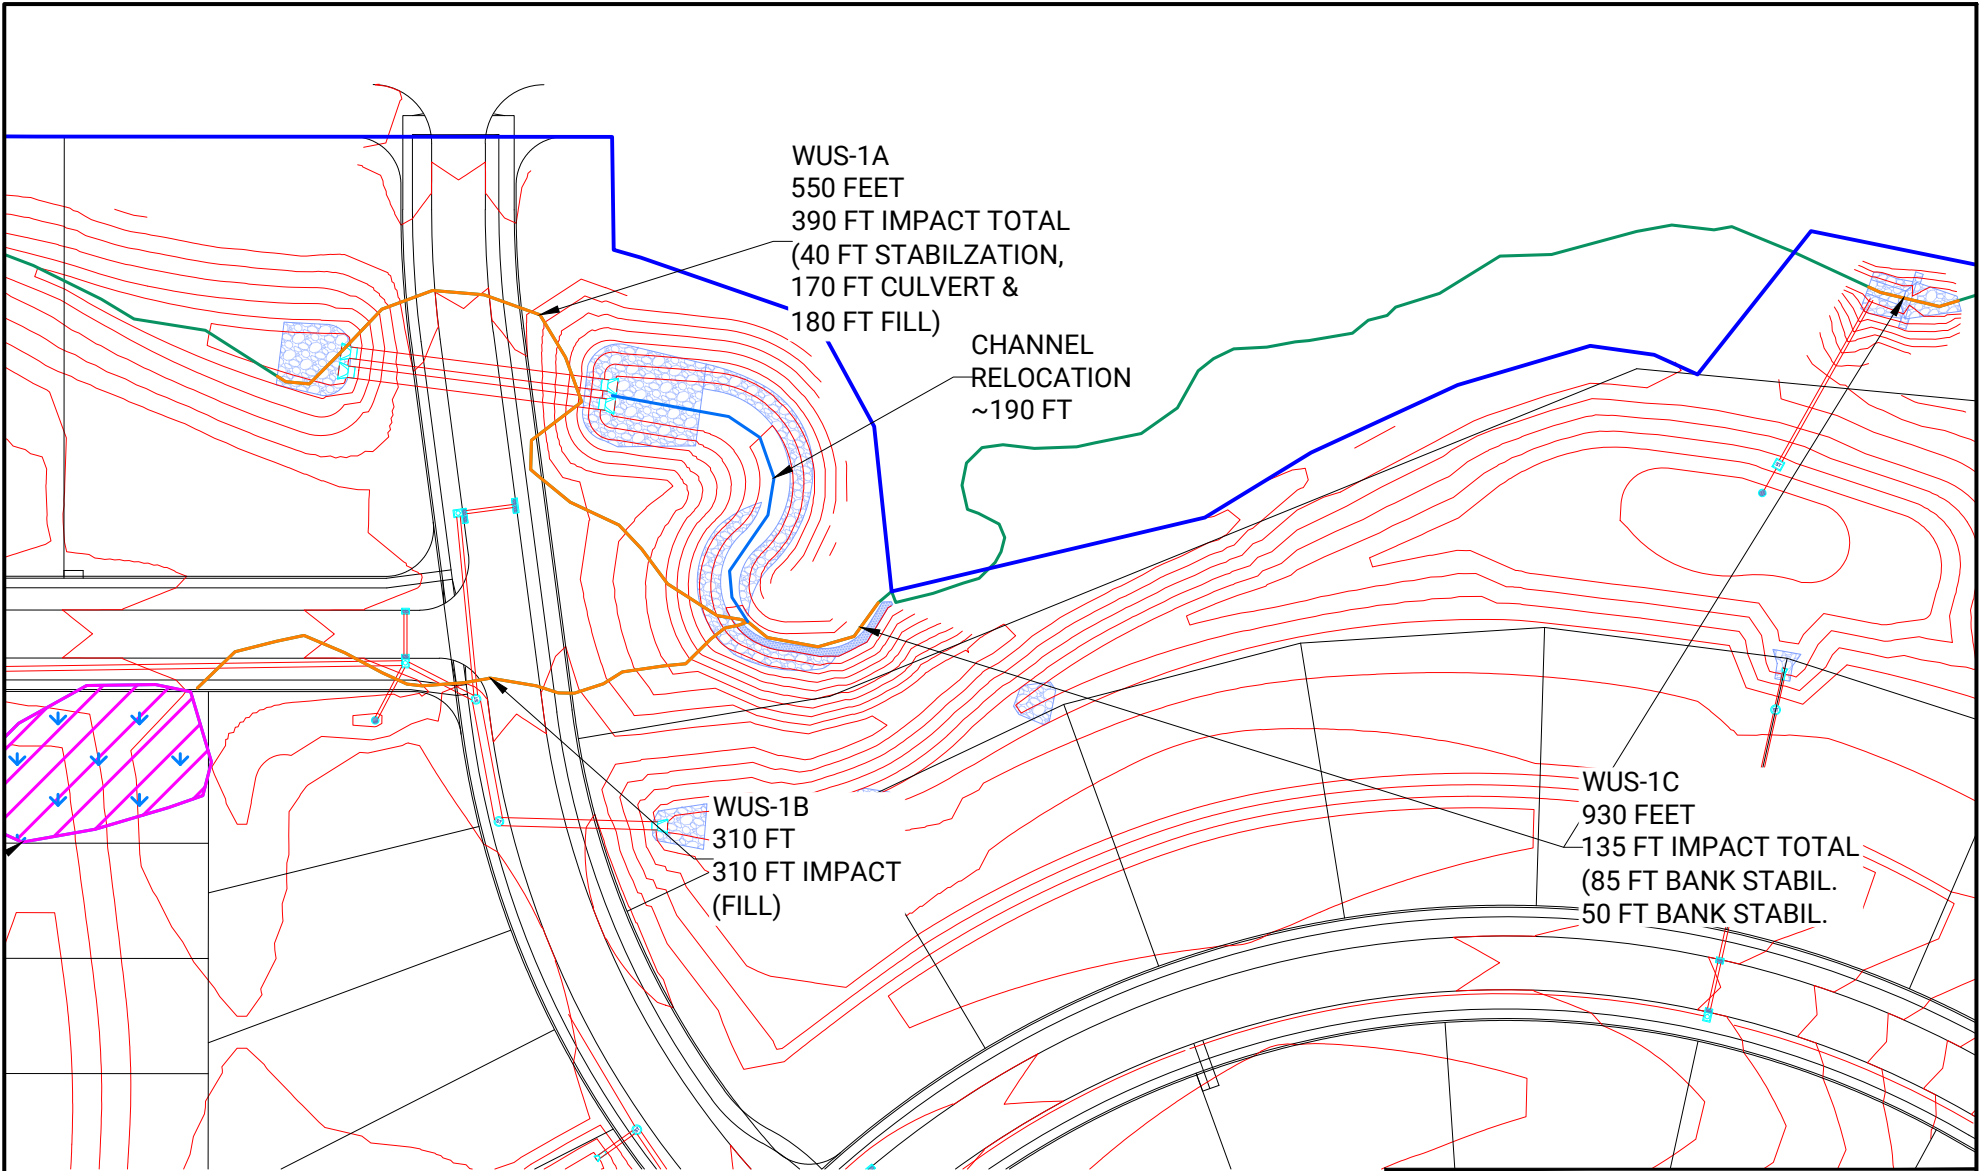 WUS-1A
550 FEET
390 FT IMPACT TOTAL
(40 FT STABILZATION,
170 FT CULVERT &
180 FT FILL)
CHANNEL
RELOCATION
~190 FT
WUS-1B
310 FT
310 FT IMPACT
(FILL)
WUS-1C
930 FEET
135 FT IMPACT TOTAL
(85 FT BANK STABIL.
50 FT BANK STABIL.